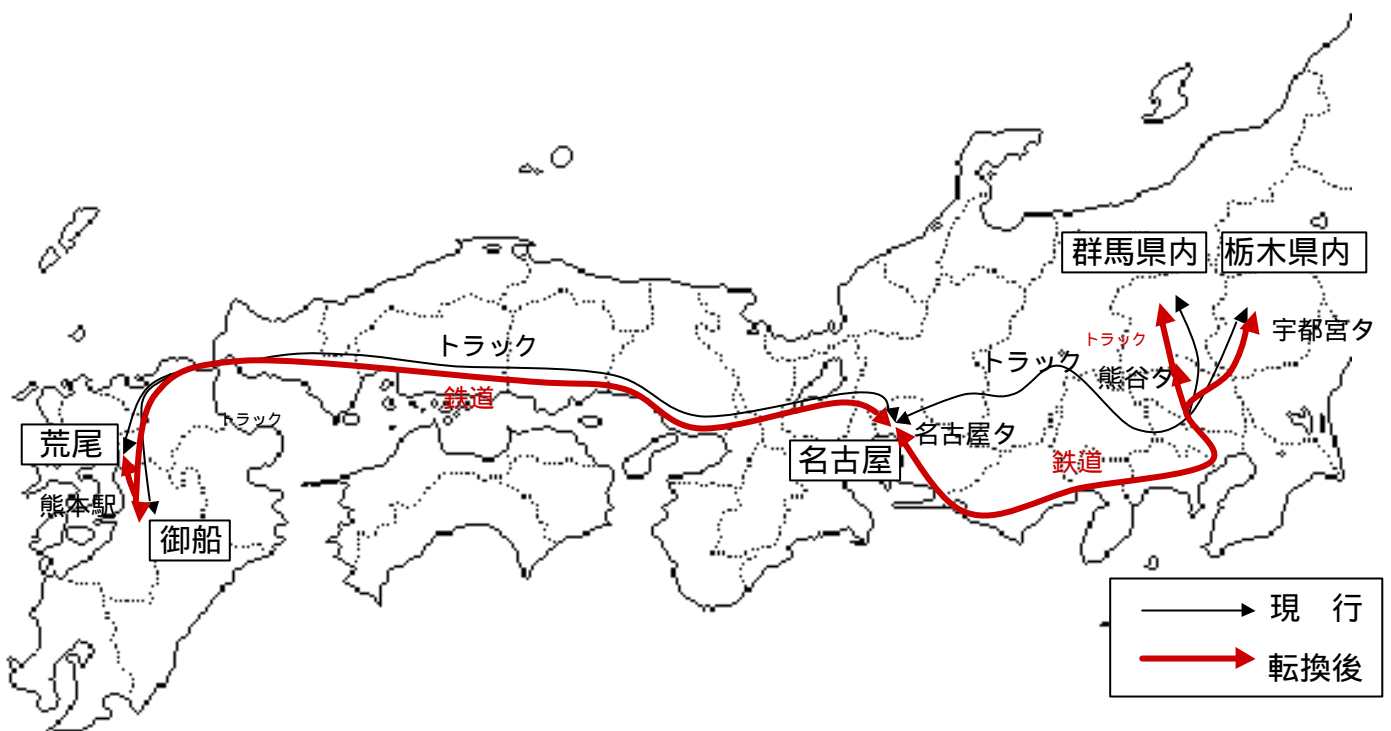 群馬県内
栃木県内
宇都宮タ
トラック
熊谷タ
トラック
トラック
鉄道
トラック
荒尾
名古屋タ
名古屋
鉄道
熊本駅
御船
現 行
転換後